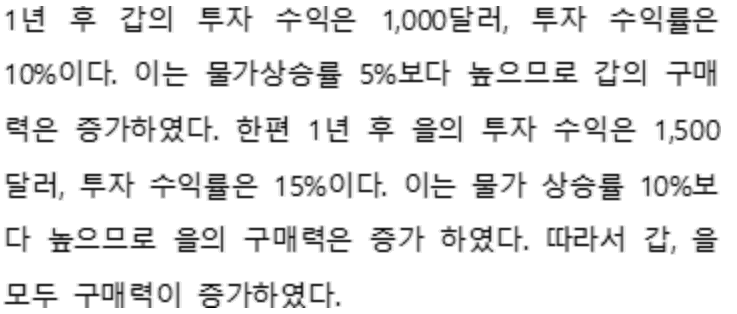 1년 후 갑의 투자 수익은 1,000달러, 투자 수익률은
10%이다. 이는 물가상승률 5%보다 높으므로 갑의 구매
력은 증가하였다. 한편 1년 후 을의 투자 수익은 1,500
달러, 투자 수익률은 15%이다. 이는 물가 상승률 10%보
다 높으므로 을의 구매력은 증가 하였다. 따라서 갑, 을
모두 구매력이 증가하였다.